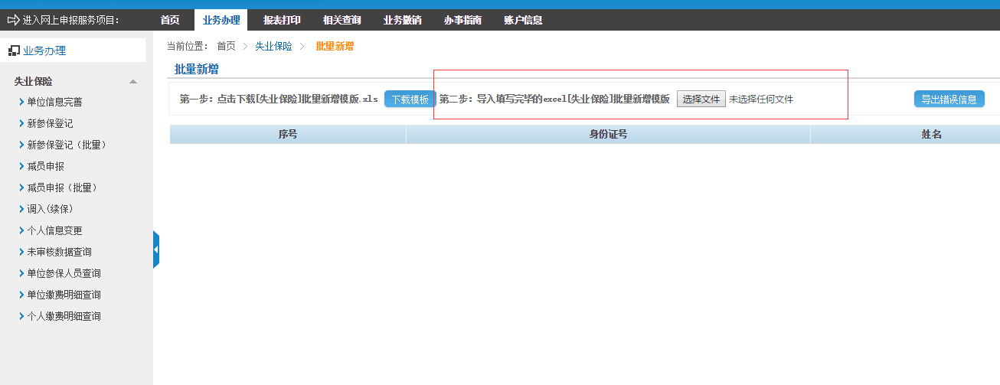 进入网上申报服务项目： 首页 业务办理 报表打印 相关查询 业务撤销 办事指南 账户信息
业务办理
失业保险
单位信息完善
新参保登记
新参保登记（批量）
减员申报
减员申报（批量）
调入(续保)
个人信息变更
未审核数据查询
单位参保人员查询
单位缴费明细查询
个人缴费明细查询
当前位置： 首页 失业保险 批量新增
批量新增
第一步：点击下载[失业保险]批量新增模版.xls 下载模板 第二步：导入填写完毕的excel[失业保险]批量新增模版 选择文件 未选择任何文件 导出错误信息
序号 身份证号 姓名